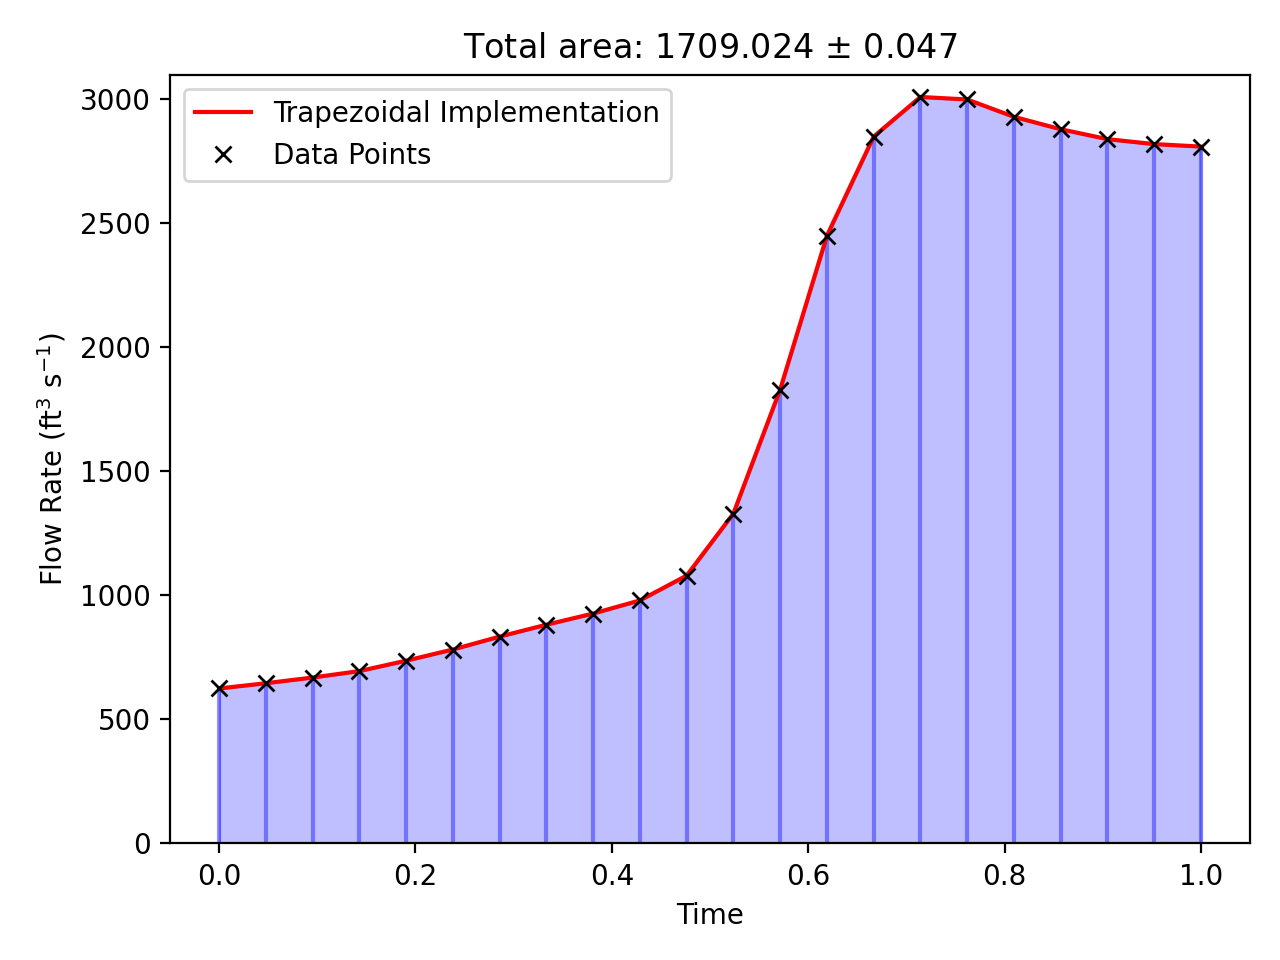 Total area: 1709.024 ± 0.047
Trapezoidal Implementation
Data Points
Flow Rate (ft³ s⁻¹)
3000
2500
2000
1500
1000
500
0
0.0 0.2 0.4 0.6 0.8 1.0
Time